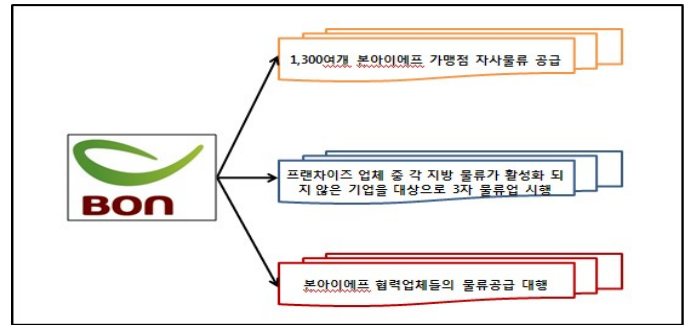 1,300여개 본아이에프 가맹점 자사물류 공급
BON
프랜차이즈 업체 중 각 지방 물류가 활성화 되
지 않은 기업을 대상으로 3자 물류업 시행
본아이에프 협력업체들의 물류공급 대행